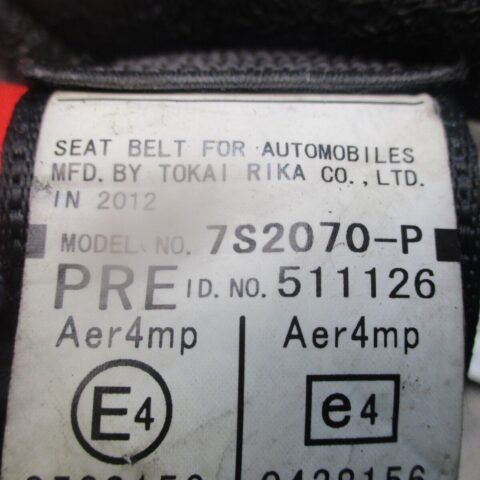 SEAT BELT FOR AUTOMOBILES
MFD. BY TOKAI RIKA CO., LTD.
IN 2012
MODEL NO. 7S2070-P
PRE ID. NO. 511126
Aer4mp Aer4mp
E4 e4